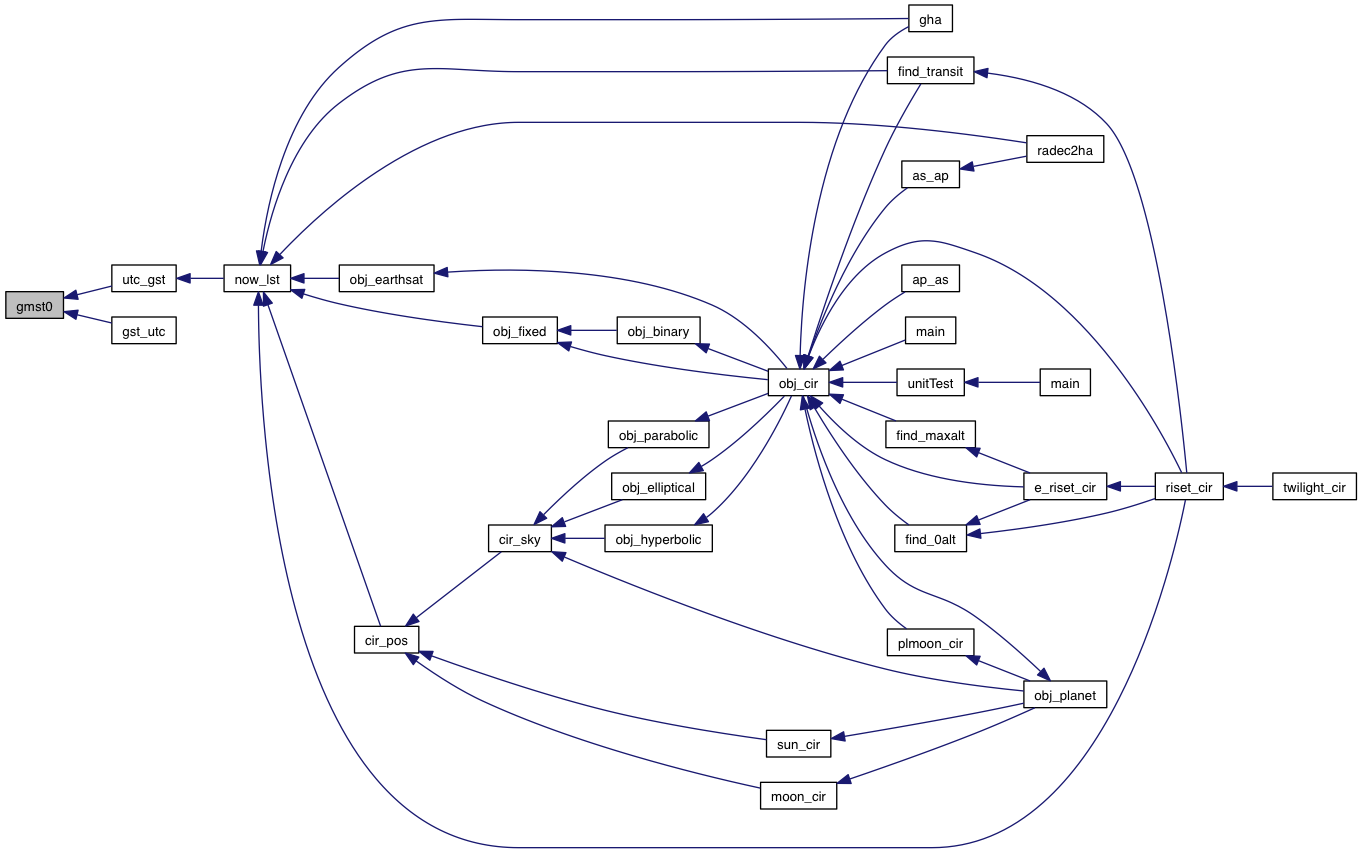 gha
find_transit
radec2ha
as_ap
utc_gst
now_lst
obj_earthsat
ap_as
gmst0
gst_utc
obj_fixed
obj_binary
main
obj_cir
unitTest
main
obj_parabolic
find_maxalt
obj_elliptical
e_riset_cir
riset_cir
twilight_cir
cir_sky
obj_hyperbolic
find_0alt
cir_pos
plmoon_cir
obj_planet
sun_cir
moon_cir